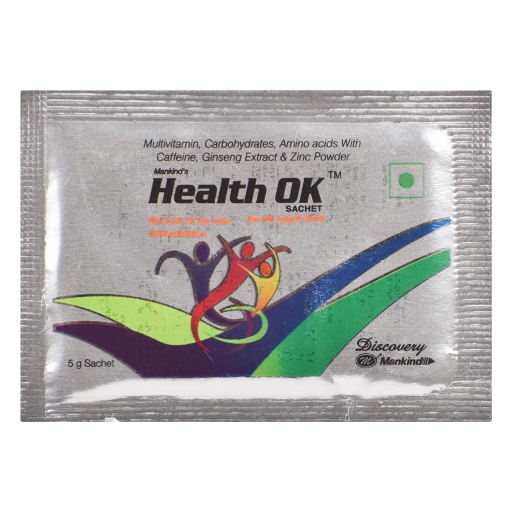 Multivitamin, Carbohydrates, Amino acids With
Caffeine, Ginseng Extract & Zinc Powder
Mankind's
Health OK™
SACHET
5 g Sachet
Discovery
Mankind